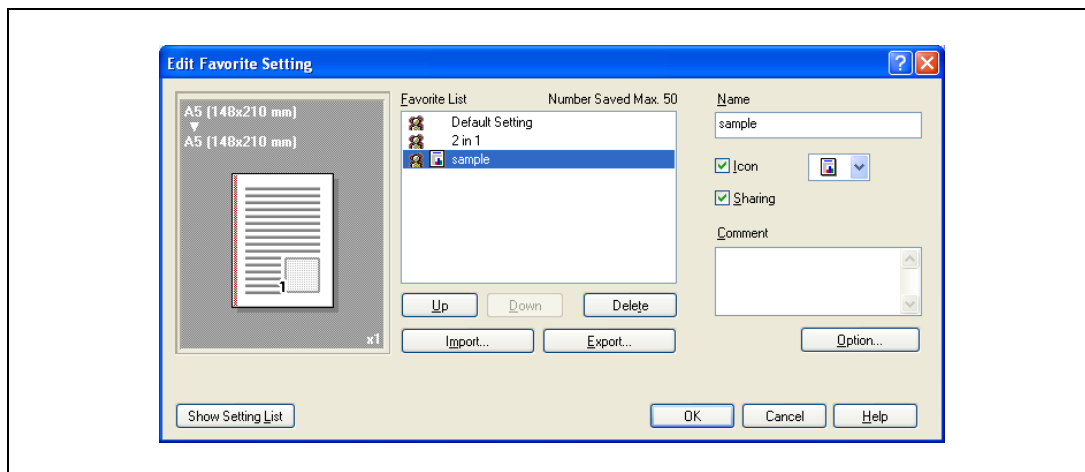 Edit Favorite Setting
A5 (148x210 mm)
A5 (148x210 mm)
1
x1
Favorite List Number Saved Max. 50
Default Setting
2 in 1
sample
Up Down Delete
Import... Export...
Name
sample
Icon
Sharing
Comment
Option...
Show Setting List
OK Cancel Help